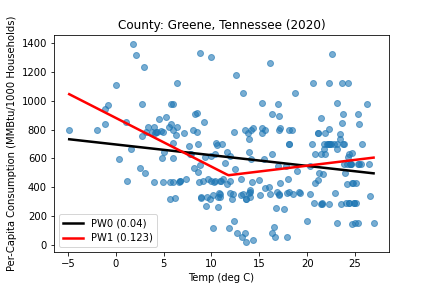 County: Greene, Tennessee (2020)
Per-Capita Consumption (MMBtu/1000 Households)
1400
1200
1000
800
600
400
200
0
PW0 (0.04)
PW1 (0.123)
−5 0 5 10 15 20 25
Temp (deg C)